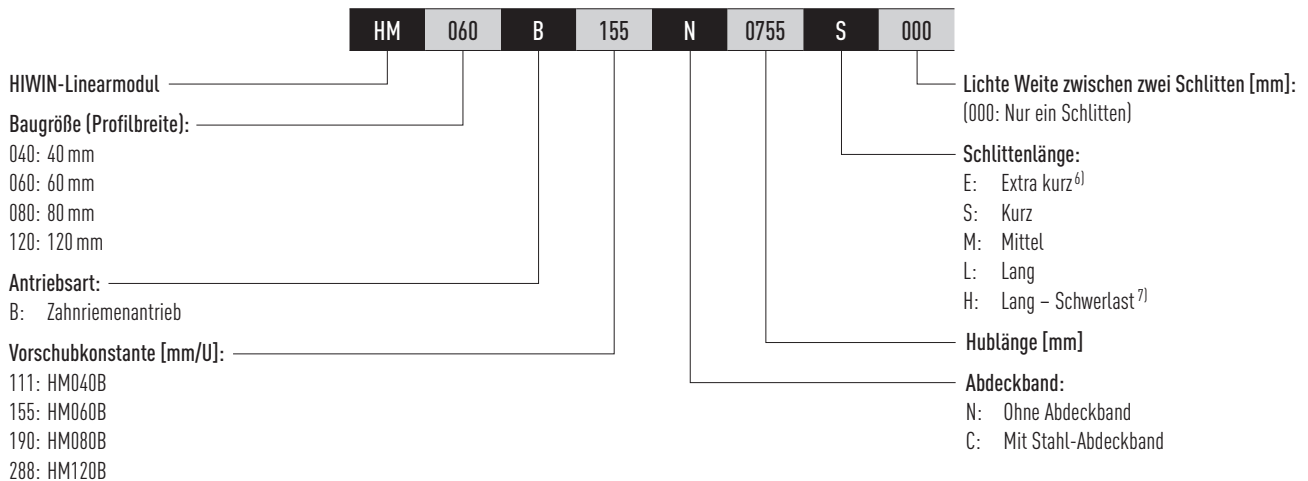 HM 060 B 155 N 0755 S 000
HIWIN-Linearmodul
Baugröße (Profilbreite):
040: 40 mm
060: 60 mm
080: 80 mm
120: 120 mm
Antriebsart:
B: Zahnriemenantrieb
Vorschubkonstante [mm/U]:
111: HM040B
155: HM060B
190: HM080B
288: HM120B
Lichte Weite zwischen zwei Schlitten [mm]:
(000: Nur ein Schlitten)
Schlittenlänge:
E: Extra kurz 6)
S: Kurz
M: Mittel
L: Lang
H: Lang – Schwerlast 7)
Hublänge [mm]
Abdeckband:
N: Ohne Abdeckband
C: Mit Stahl-Abdeckband